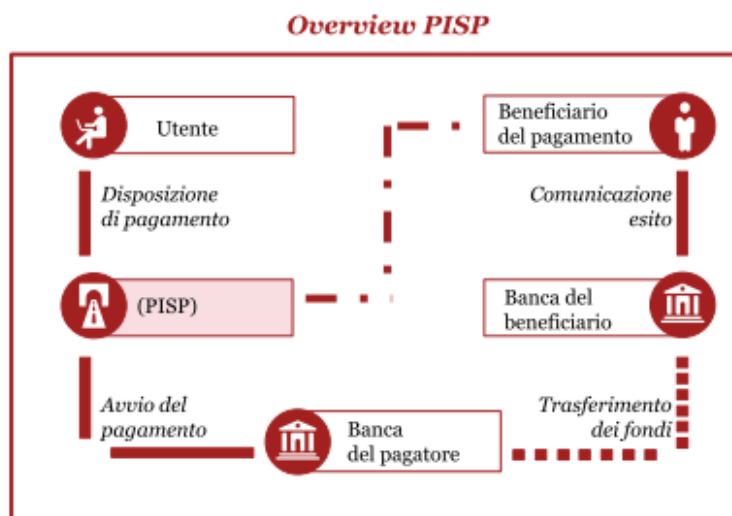 Overview PISP
Utente
Beneficiario
del pagamento
Disposizione
di pagamento
Comunicazione
esito
(PISP)
Banca del
beneficiario
Avvio del
pagamento
Trasferimento
dei fondi
Banca
del pagatore